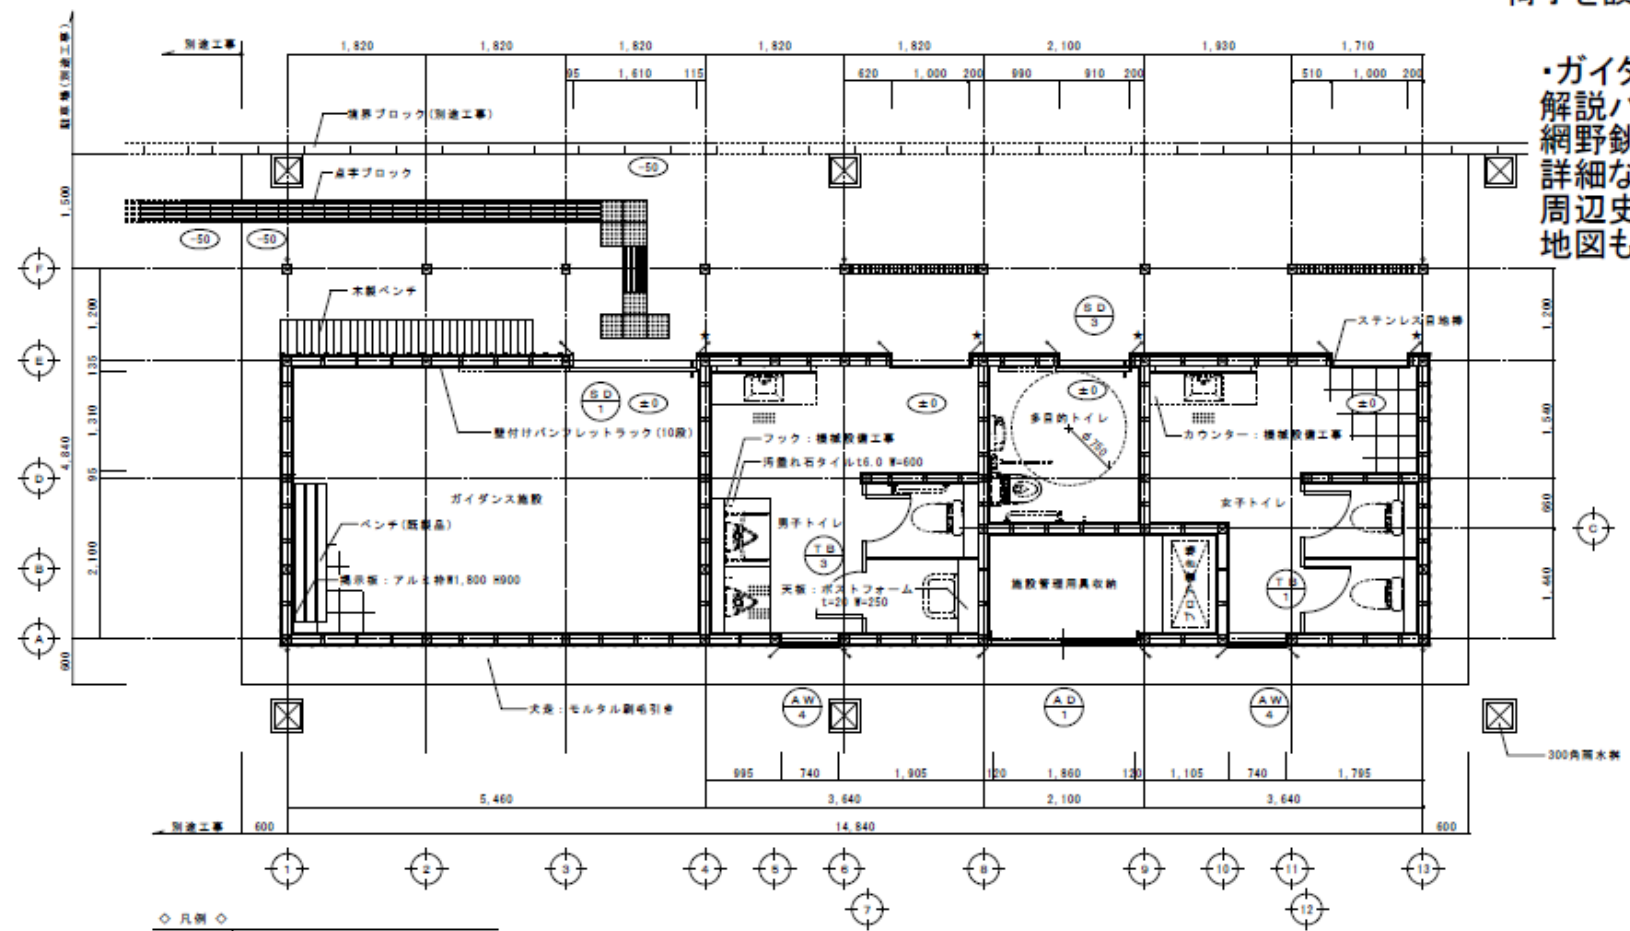 ・ガイダ
解説パ
網野銚
詳細な
周辺史
地図も
別途工事
1,820
1,820
1,820
1,820
1,820
2,100
1,930
1,710
95
1,610
115
620
1,000
200
990
910
200
510
1,000
200
駐車場(別途工事)
境界ブロック(別途工事)
-50
点字ブロック
1,500
-50
-50
F
木製ベンチ
SD
3
ステンレス目地棒
1,200
1,200
★
★
★
E
135
SD
1
±0
±0
±0
±0
多目的トイレ
1,310
1,540
4,840
壁付けパンフレットラック(10段)
フック：機械設備工事
カウンター：機械設備工事
汚垂れ石タイルt6.0 W=600
D
95
ガイダンス施設
男子トイレ
女子トイレ
660
ベンチ(既製品)
C
2,100
TB
3
B
掲示板：アルミ枠W1,800 H900
天板：ポストフォーム
t=20 W=250
施設管理用具収納
TB
1
1,440
A
600
犬走：モルタル刷毛引き
AW
4
AD
1
AW
4
300角雨水桝
995
740
1,905
120
1,860
120
1,105
740
1,795
5,460
3,640
2,100
3,640
別途工事
600
14,840
600
1
2
3
4
5
6
8
9
10
11
13
7
12
◇ 凡例 ◇